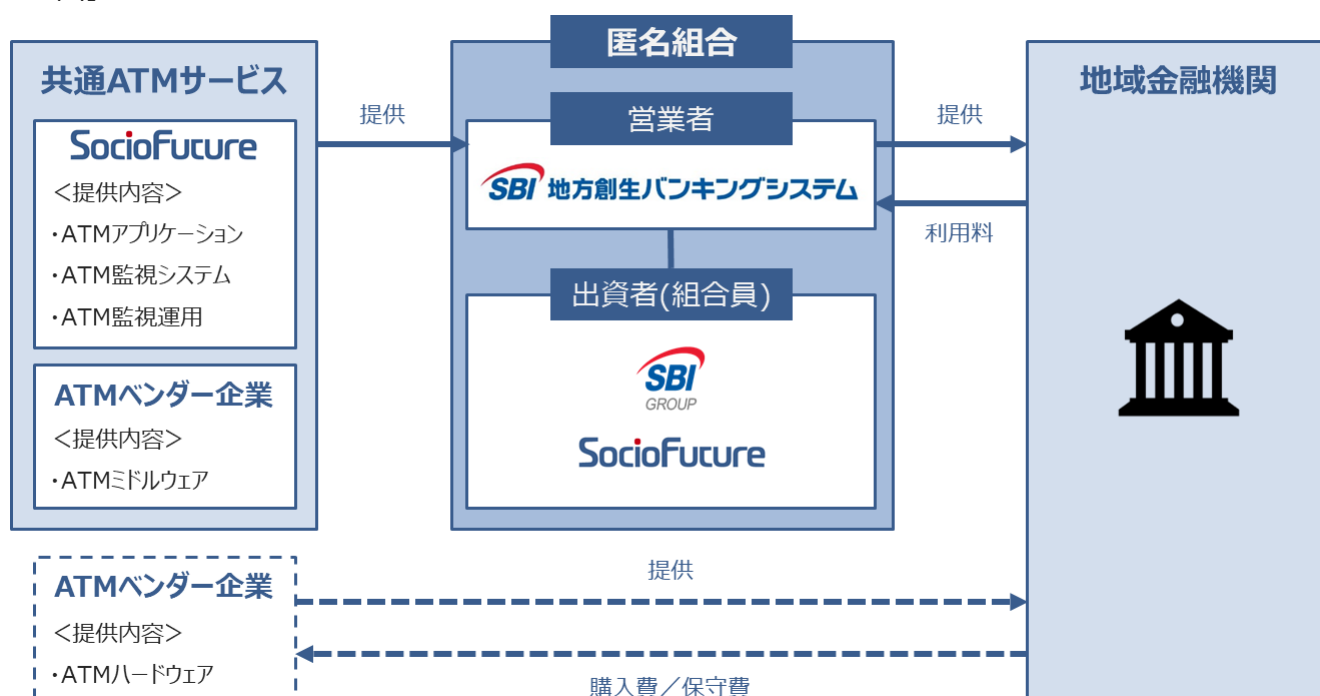 匿名組合
共通ATMサービス
SocioFuture
<提供内容>
・ATMアプリケーション
・ATM監視システム
・ATM監視運用
ATMベンダー企業
<提供内容>
・ATMミドルウェア
提供
営業者
SBI 地方創生バンキングシステム
出資者(組合員)
SBI
GROUP
SocioFuture
提供
利用料
地域金融機関
ATMベンダー企業
<提供内容>
・ATMハードウェア
提供
購入費／保守費